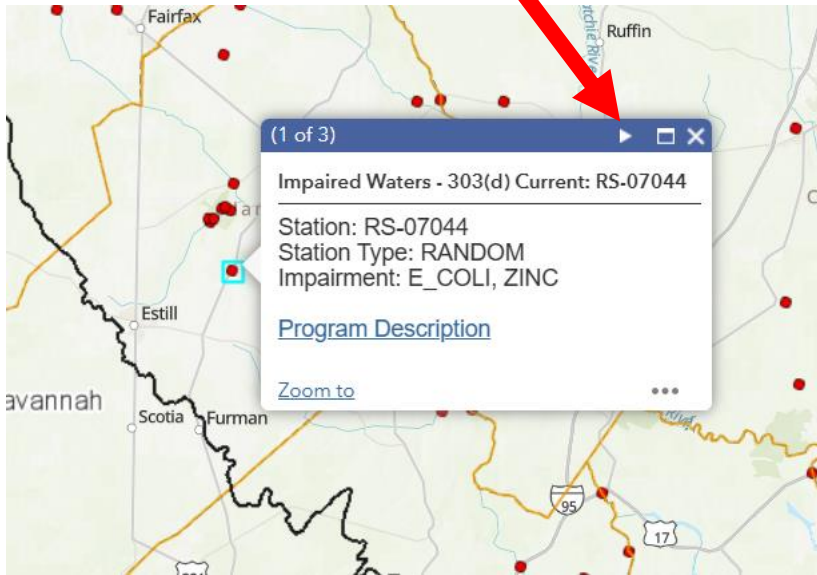 Fairfax
Ruffin
(1 of 3)
Impaired Waters - 303(d) Current: RS-07044
Station: RS-07044
Station Type: RANDOM
Impairment: E_COLI, ZINC
Program Description
Zoom to
Estill
avannah
Scotia
Furman
River
95
17